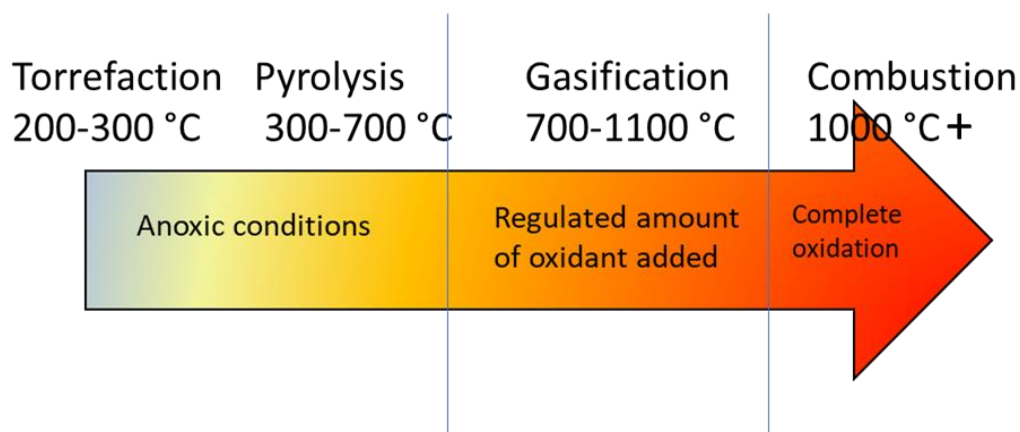 Torrefaction
200-300 °C
Pyrolysis
300-700 °C
Gasification
700-1100 °C
Combustion
1000 °C+
Anoxic conditions
Regulated amount
of oxidant added
Complete
oxidation